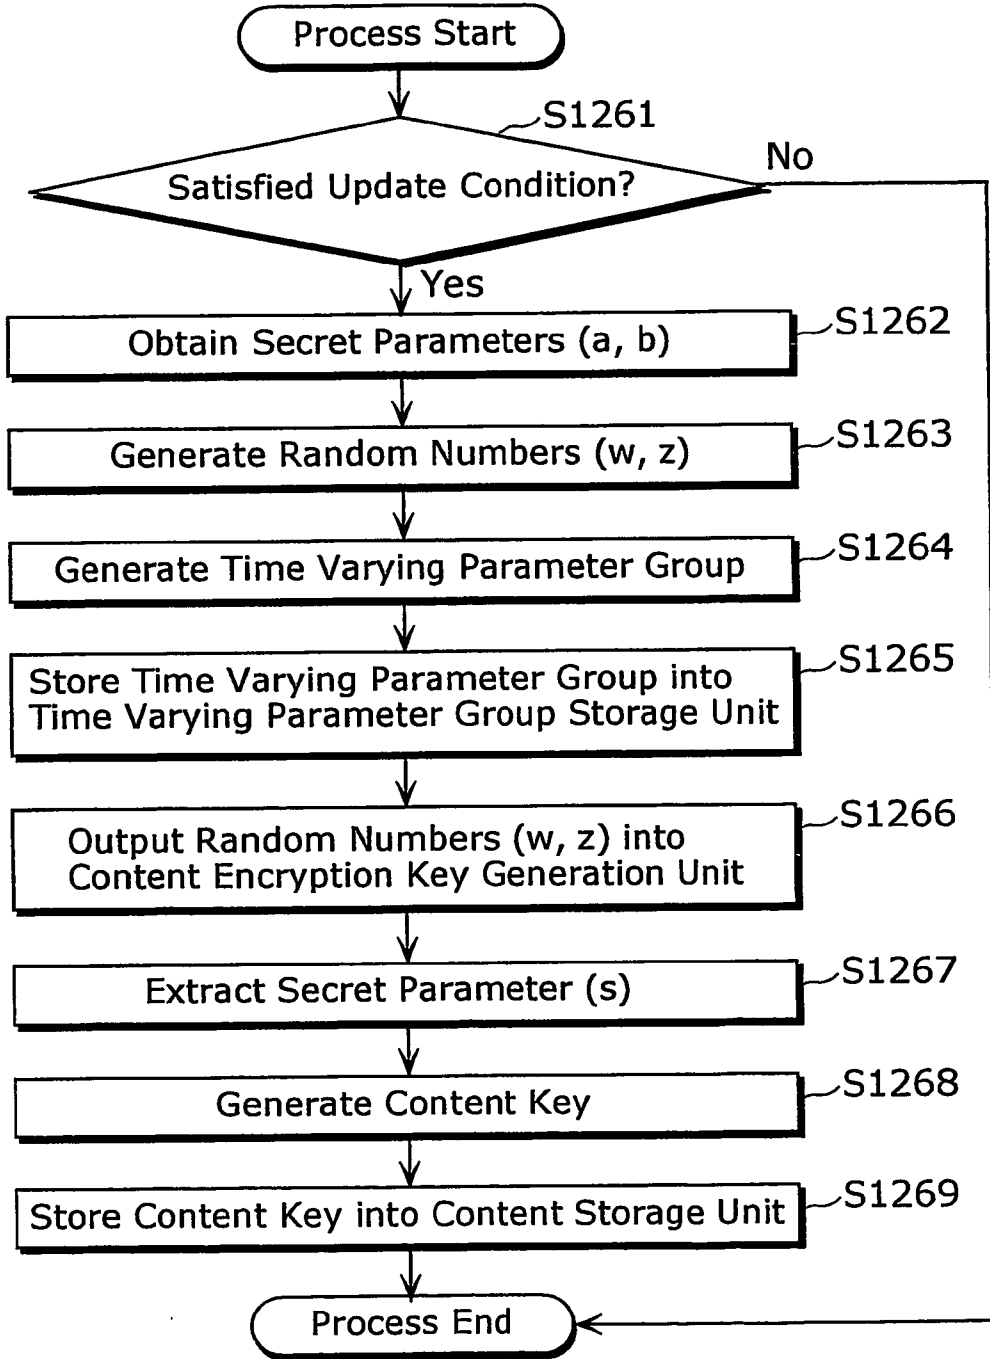 Process Start
S1261
Satisfied Update Condition?
No
Yes
S1262
Obtain Secret Parameters (a, b)
S1263
Generate Random Numbers (w, z)
S1264
Generate Time Varying Parameter Group
S1265
Store Time Varying Parameter Group into
Time Varying Parameter Group Storage Unit
S1266
Output Random Numbers (w, z) into
Content Encryption Key Generation Unit
S1267
Extract Secret Parameter (s)
S1268
Generate Content Key
S1269
Store Content Key into Content Storage Unit
Process End